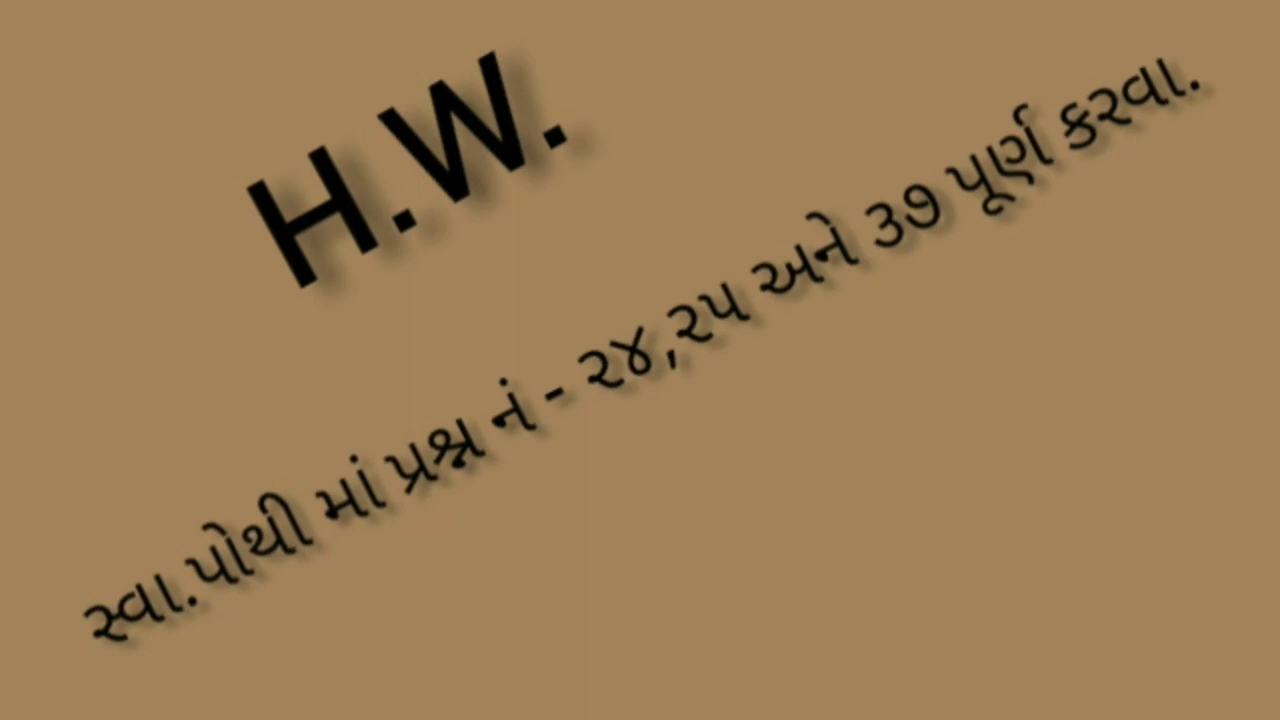 H.W.
સ્વા.પોથી માં પ્રશ્ન નં - ૨૪,૨૫ અને ૩૭ પૂર્ણ કરવા.